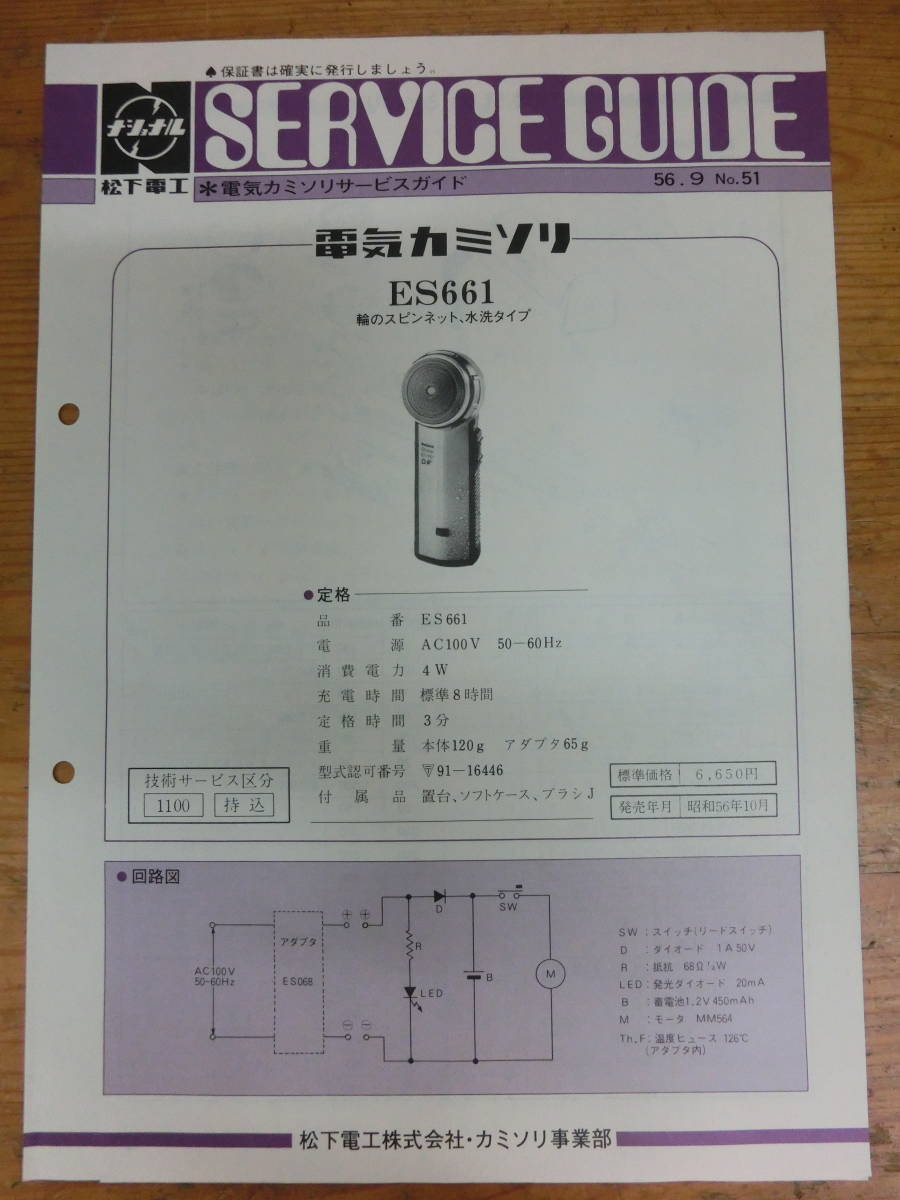 ♠保証書は確実に発行しましょう。
N
ナショナル
SERVICE GUIDE
松下電工
＊電気カミソリサービスガイド
56.9 No.51
電気カミソリ
ES661
輪のスピンネット、水洗タイプ
●定格
品番 ES661
電源 AC100V 50－60Hz
消費電力 4W
充電時間 標準8時間
定格時間 3分
重量 本体120g アダプタ65g
型式認可番号 91－16446
付属品 置台、ソフトケース、ブラシJ
技術サービス区分
1100 持込
標準価格 6,650円
発売年月 昭和56年10月
●回路図
AC100V
50-60Hz
アダプタ
ES068
＋ ＋
－ －
R
LED
D
B
SW
M
SW：スイッチ（リードスイッチ）
D：ダイオード 1A50V
R：抵抗 68Ω ¼W
LED：発光ダイオード 20mA
B：蓄電池1.2V450mAh
M：モータ MM564
Th,F：温度ヒューズ 126℃
（アダプタ内）
松下電工株式会社・カミソリ事業部